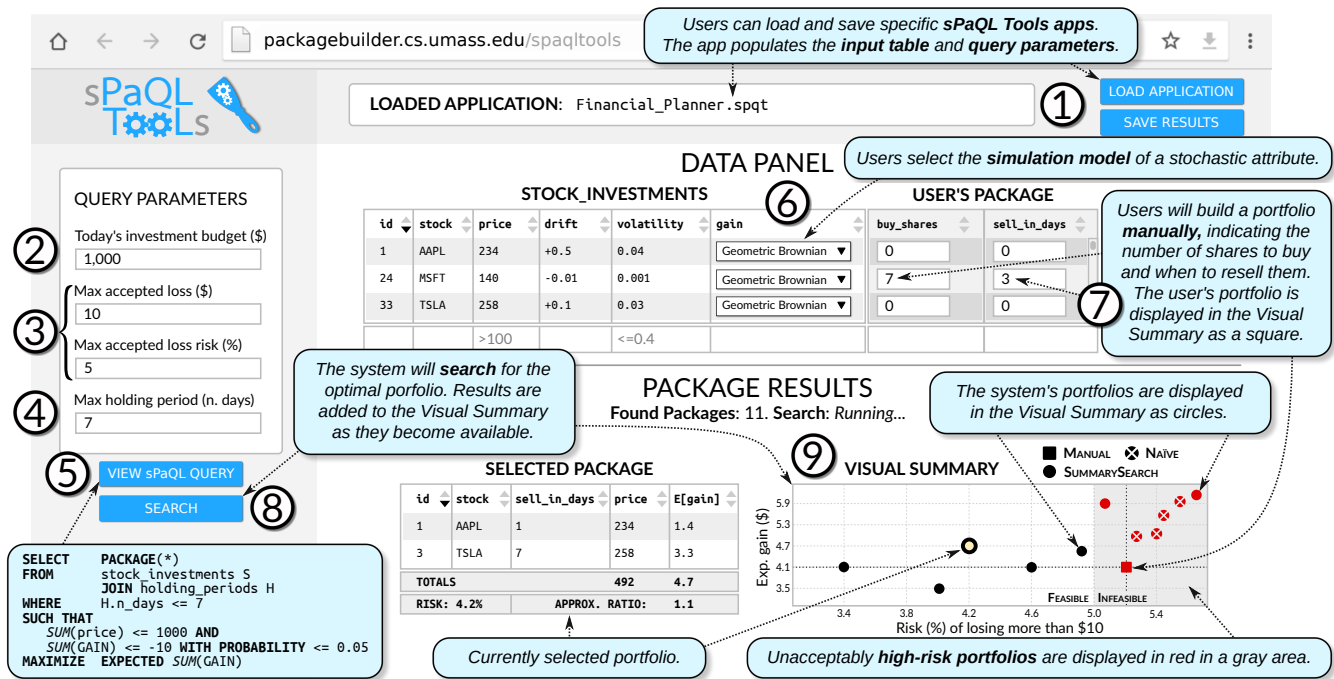 Users can load and save specific sPaQL Tools apps.
The app populates the input table and query parameters.
packagebuilder.cs.umass.edu/spaqltools
sPaQL
TooLs
LOADED APPLICATION: Financial_Planner.spqt
1
LOAD APPLICATION
SAVE RESULTS
DATA PANEL
Users select the simulation model of a stochastic attribute.
QUERY PARAMETERS
2
Today's investment budget ($)
1,000
3
Max accepted loss ($)
10
Max accepted loss risk (%)
5
4
Max holding period (n. days)
7
5
VIEW sPaQL QUERY
SEARCH
8
STOCK_INVESTMENTS
6
USER'S PACKAGE
id stock price drift volatility gain buy_shares sell_in_days
1 AAPL 234 +0.5 0.04 Geometric Brownian ▼ 0 0
24 MSFT 140 -0.01 0.001 Geometric Brownian ▼ 7 3
33 TSLA 258 +0.1 0.03 Geometric Brownian ▼ 0 0
>100 <=0.4
7
Users will build a portfolio
manually, indicating the
number of shares to buy
and when to resell them.
The user's portfolio is
displayed in the Visual
Summary as a square.
The system will search for the
optimal porfolio. Results are
added to the Visual Summary
as they become available.
PACKAGE RESULTS
Found Packages: 11. Search: Running...
The system's portfolios are displayed
in the Visual Summary as circles.
SELECTED PACKAGE
id stock sell_in_days price E[gain]
1 AAPL 1 234 1.4
3 TSLA 7 258 3.3
TOTALS 492 4.7
RISK: 4.2% APPROX. RATIO: 1.1
9
VISUAL SUMMARY
MANUAL NAÏVE
SUMMARYSEARCH
Exp. gain ($)
5.9
5.3
4.7
4.1
3.5
FEASIBLE INFEASIBLE
3.4 3.8 4.2 4.6 5.0 5.4
Risk (%) of losing more than $10
SELECT PACKAGE(*)
FROM stock_investments S
JOIN holding_periods H
WHERE H.n_days <= 7
SUCH THAT
SUM(price) <= 1000 AND
SUM(GAIN) <= -10 WITH PROBABILITY <= 0.05
MAXIMIZE EXPECTED SUM(GAIN)
Currently selected portfolio.
Unacceptably high-risk portfolios are displayed in red in a gray area.